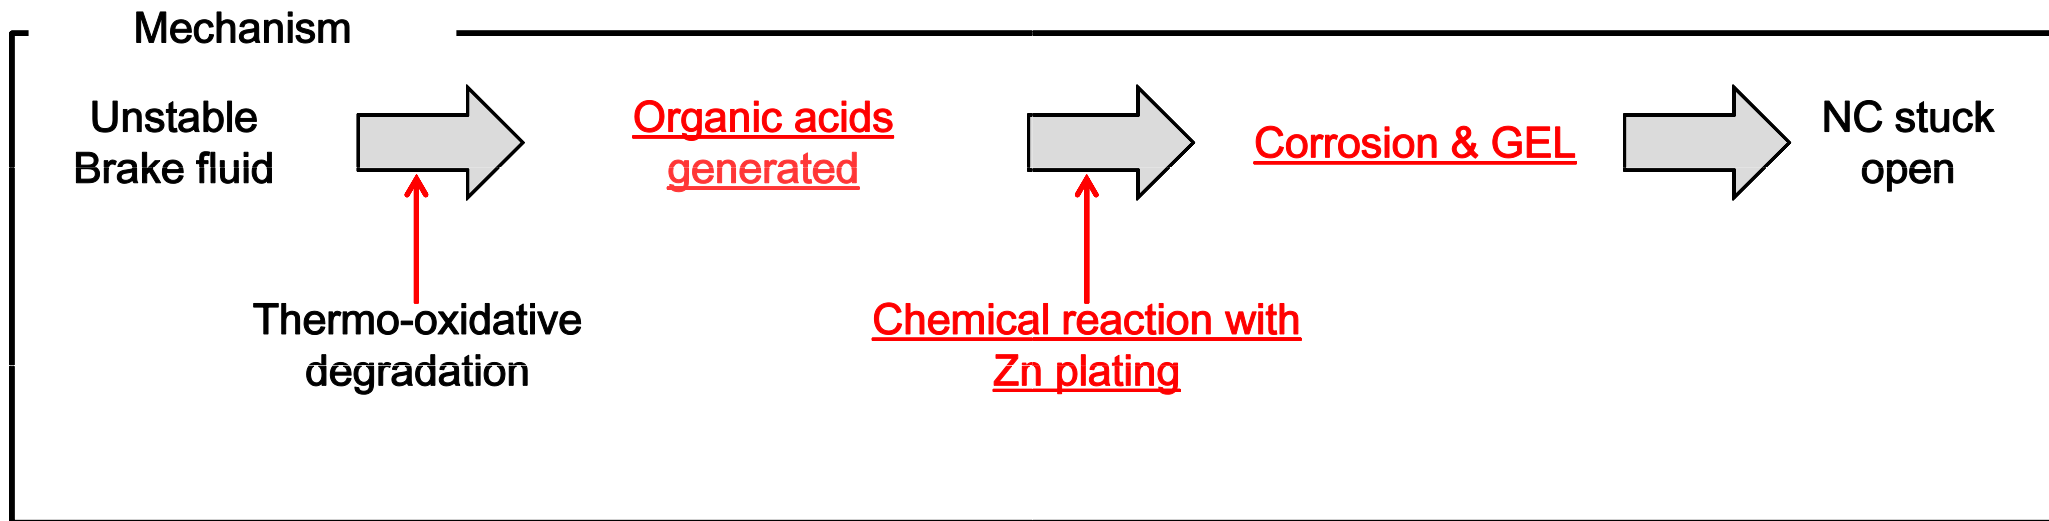 Mechanism
Unstable
Brake fluid
Organic acids
generated
Corrosion & GEL
NC stuck
open
Thermo-oxidative
degradation
Chemical reaction with
Zn plating